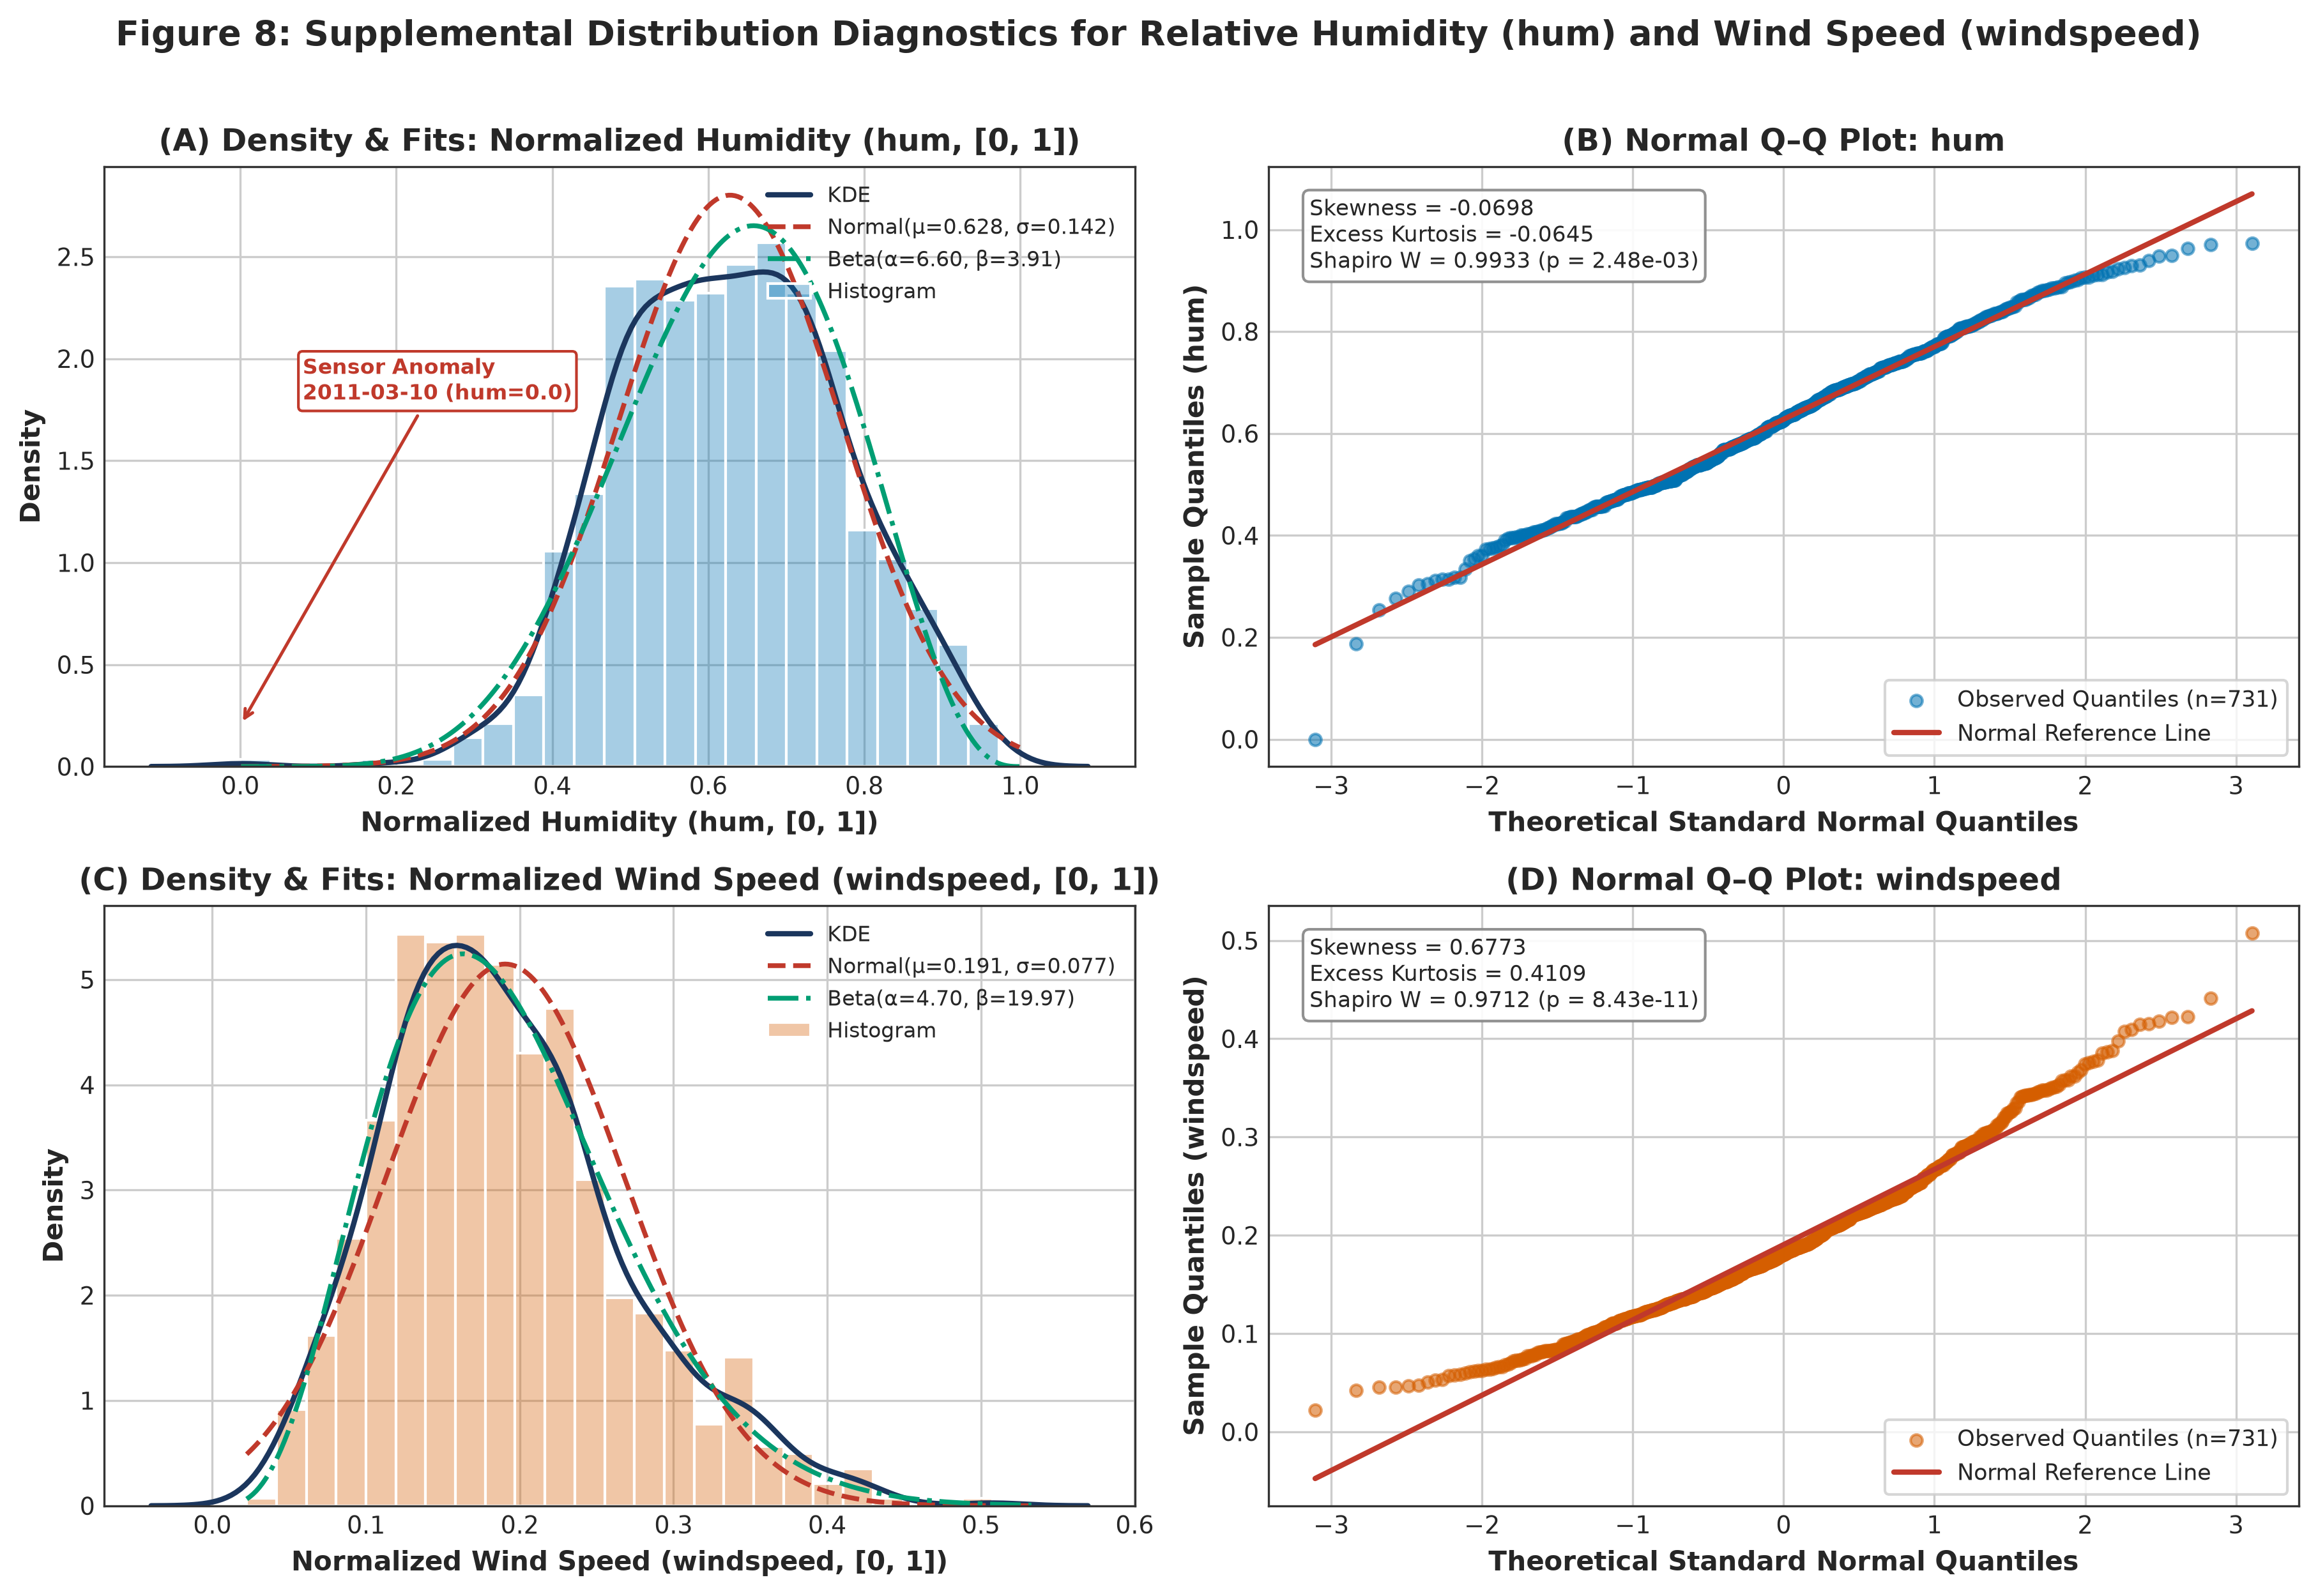 Figure 8: Supplemental Distribution Diagnostics for Relative Humidity (hum) and Wind Speed (windspeed)
(A) Density & Fits: Normalized Humidity (hum, [0, 1])
KDE
Normal(μ=0.628, σ=0.142)
Beta(α=6.60, β=3.91)
Histogram
Sensor Anomaly
2011-03-10 (hum=0.0)
Density
2.5
2.0
1.5
1.0
0.5
0.0
0.0 0.2 0.4 0.6 0.8 1.0
Normalized Humidity (hum, [0, 1])
(B) Normal Q–Q Plot: hum
Skewness = -0.0698
Excess Kurtosis = -0.0645
Shapiro W = 0.9933 (p = 2.48e-03)
Sample Quantiles (hum)
1.0
0.8
0.6
0.4
0.2
0.0
Observed Quantiles (n=731)
Normal Reference Line
−3 −2 −1 0 1 2 3
Theoretical Standard Normal Quantiles
(C) Density & Fits: Normalized Wind Speed (windspeed, [0, 1])
KDE
Normal(μ=0.191, σ=0.077)
Beta(α=4.70, β=19.97)
Histogram
Density
5
4
3
2
1
0
0.0 0.1 0.2 0.3 0.4 0.5 0.6
Normalized Wind Speed (windspeed, [0, 1])
(D) Normal Q–Q Plot: windspeed
Skewness = 0.6773
Excess Kurtosis = 0.4109
Shapiro W = 0.9712 (p = 8.43e-11)
Sample Quantiles (windspeed)
0.5
0.4
0.3
0.2
0.1
0.0
Observed Quantiles (n=731)
Normal Reference Line
−3 −2 −1 0 1 2 3
Theoretical Standard Normal Quantiles